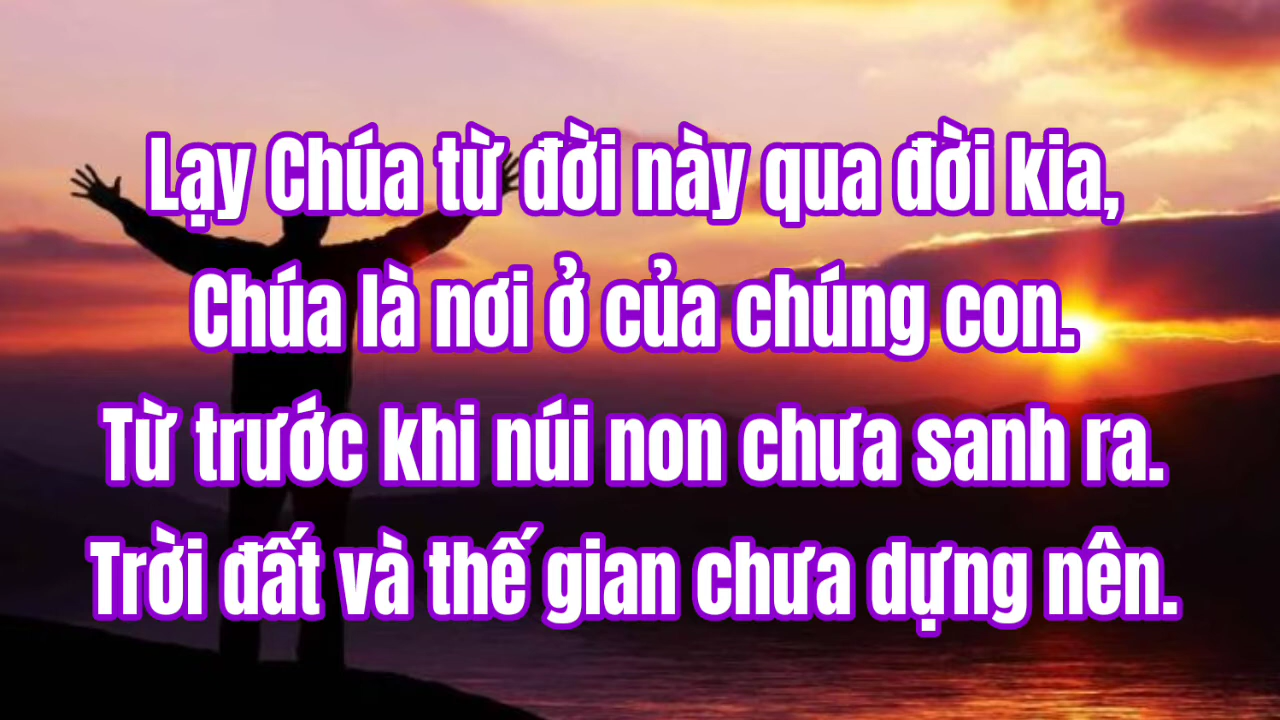 Lạy Chúa từ đời này qua đời kia,
Chúa là nơi ở của chúng con.
Từ trước khi núi non chưa sanh ra.
Trời đất và thế gian chưa dựng nên.